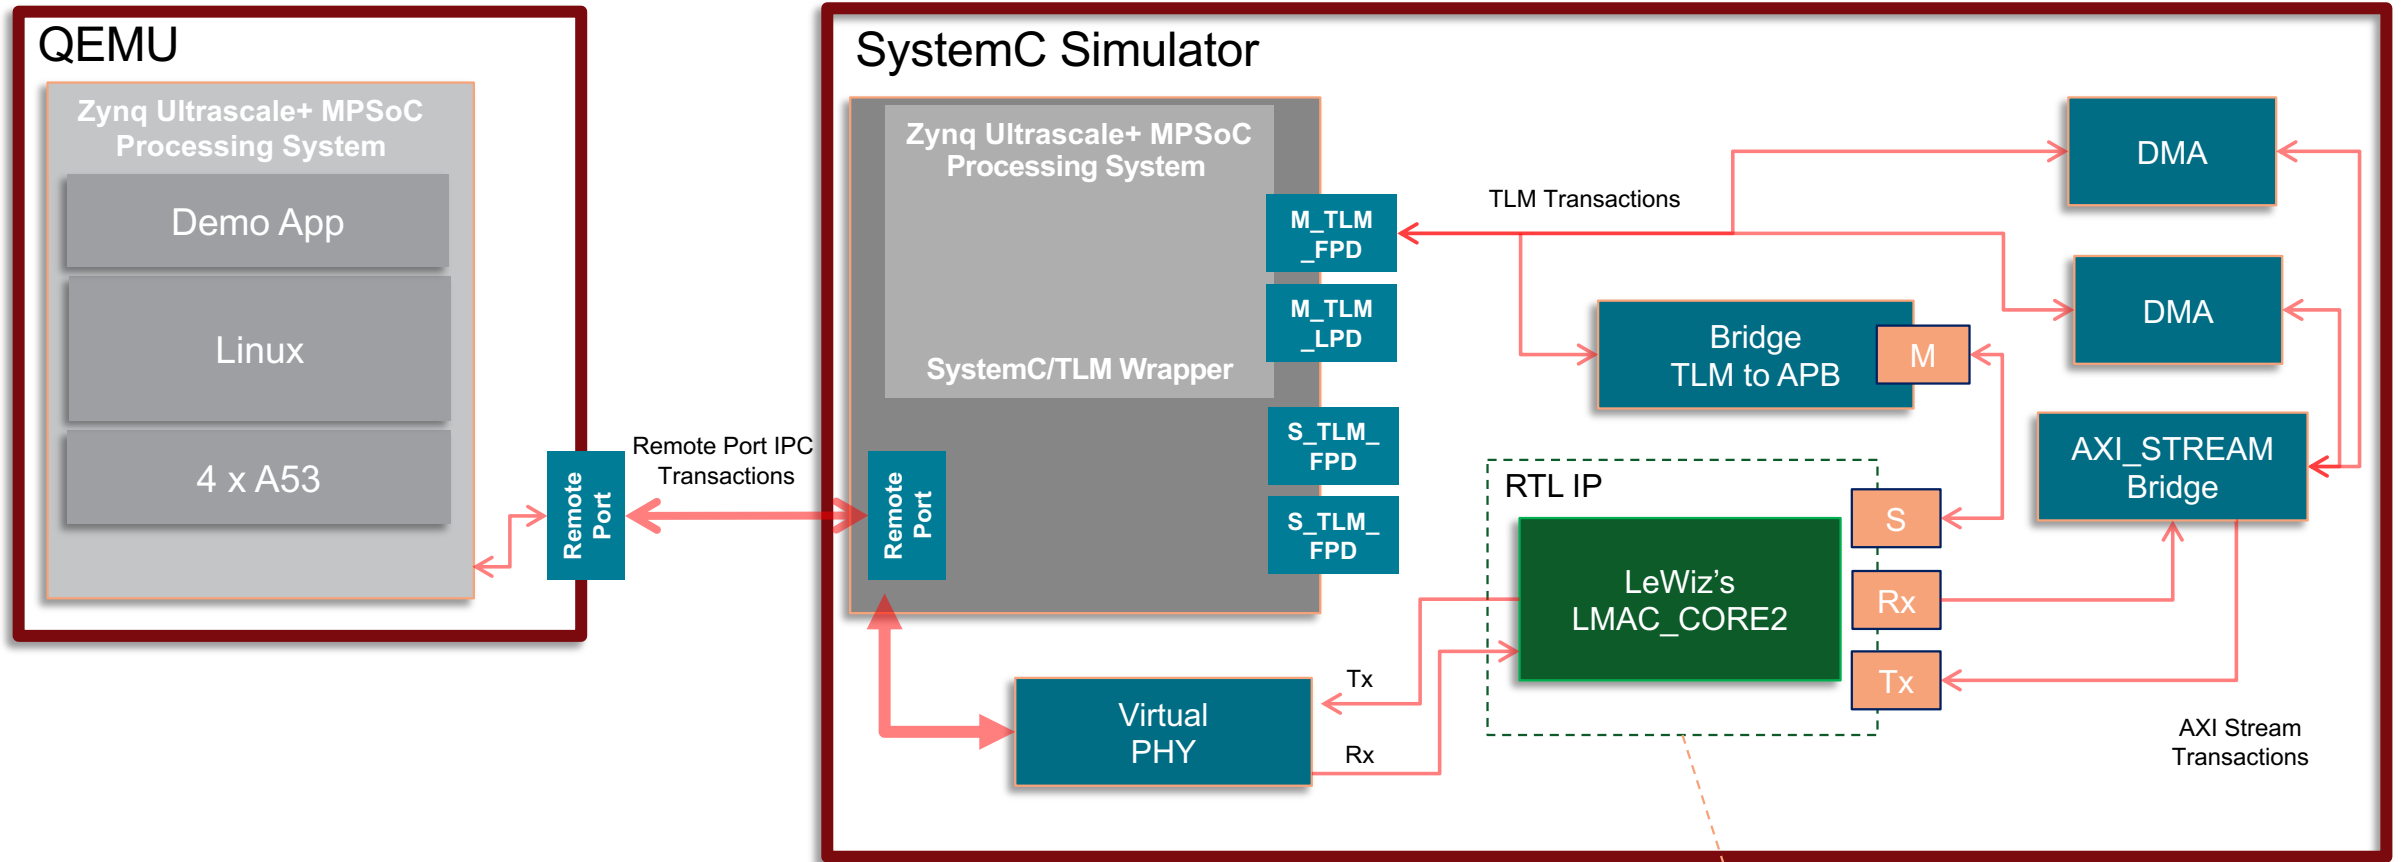 QEMU
Zynq Ultrascale+ MPSoC
Processing System
Demo App
Linux
4 x A53
Remote
Port
Remote Port IPC
Transactions
SystemC Simulator
Zynq Ultrascale+ MPSoC
Processing System
SystemC/TLM Wrapper
M_TLM
_FPD
M_TLM
_LPD
S_TLM_
FPD
S_TLM_
FPD
Remote
Port
TLM Transactions
DMA
DMA
Bridge
TLM to APB
M
AXI_STREAM
Bridge
RTL IP
LeWiz’s
LMAC_CORE2
S
Rx
Tx
Tx
Rx
Virtual
PHY
AXI Stream
Transactions